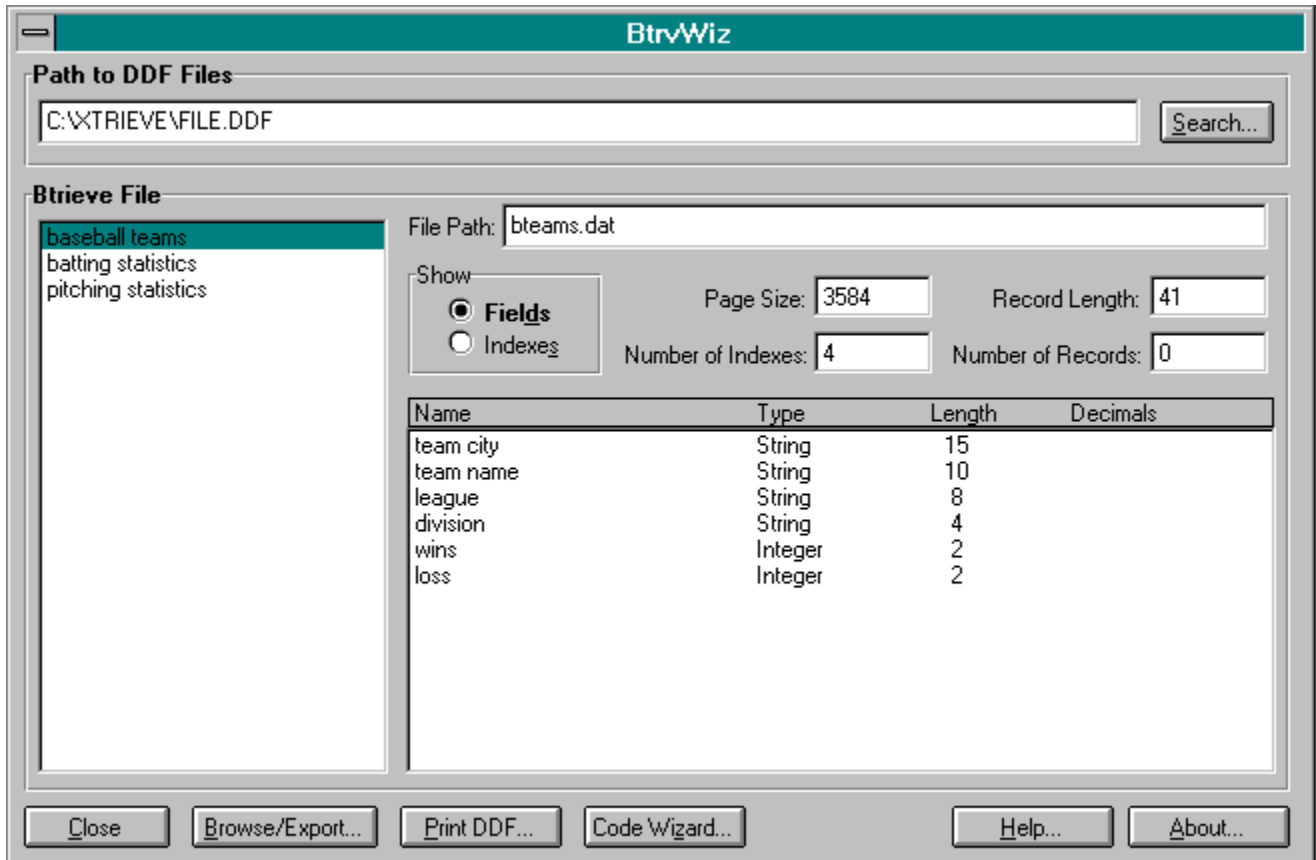 BtrvWiz
Path to DDF Files
C:\XTRIEVE\FILE.DDF
Search...
Btrieve File
baseball teams
batting statistics
pitching statistics
File Path: bteams.dat
Show
Fields
Indexes
Page Size: 3584 Record Length: 41
Number of Indexes: 4 Number of Records: 0
Name Type Length Decimals
team city String 15
team name String 10
league String 8
division String 4
wins Integer 2
loss Integer 2
Close Browse/Export... Print DDF... Code Wizard... Help... About...